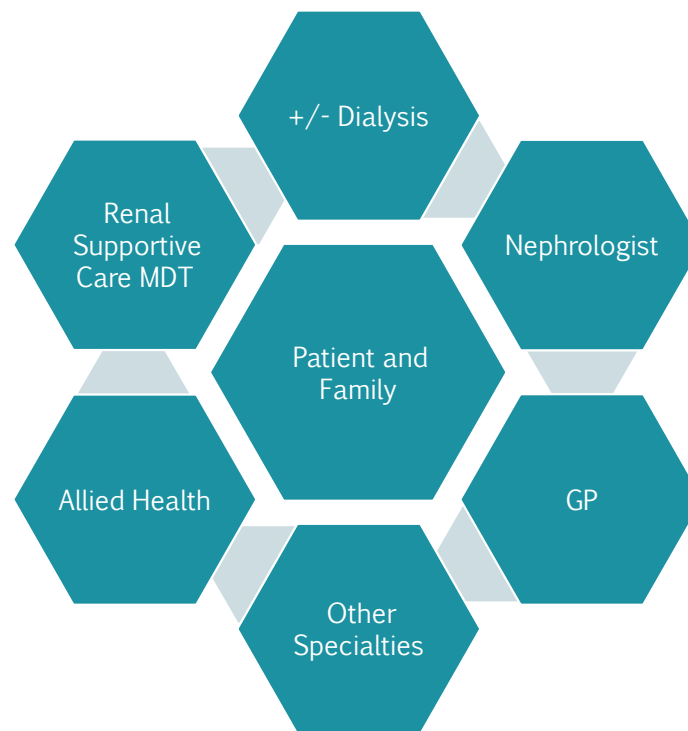 +/- Dialysis
Renal
Supportive
Care MDT
Nephrologist
Patient and
Family
Allied Health
GP
Other
Specialties